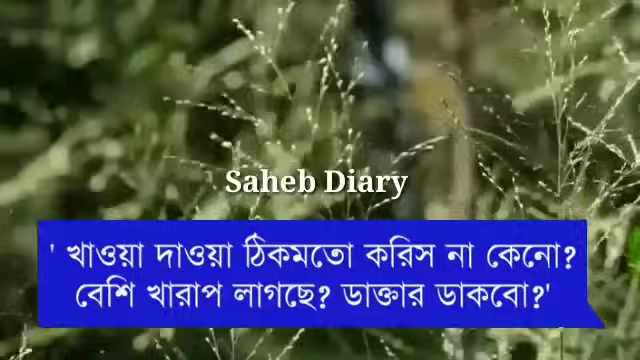 Saheb Diary
' খাওয়া দাওয়া ঠিকমতো করিস না কেনো?
বেশি খারাপ লাগছে? ডাক্তার ডাকবো?'